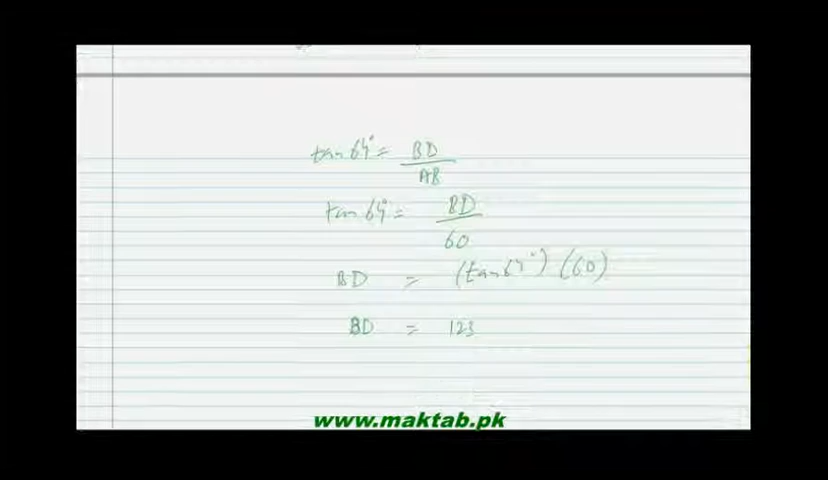 tan 64° = BD / AB
tan 64° = BD / 60
BD = (tan 64°) (60)
BD = 123
www.maktab.pk